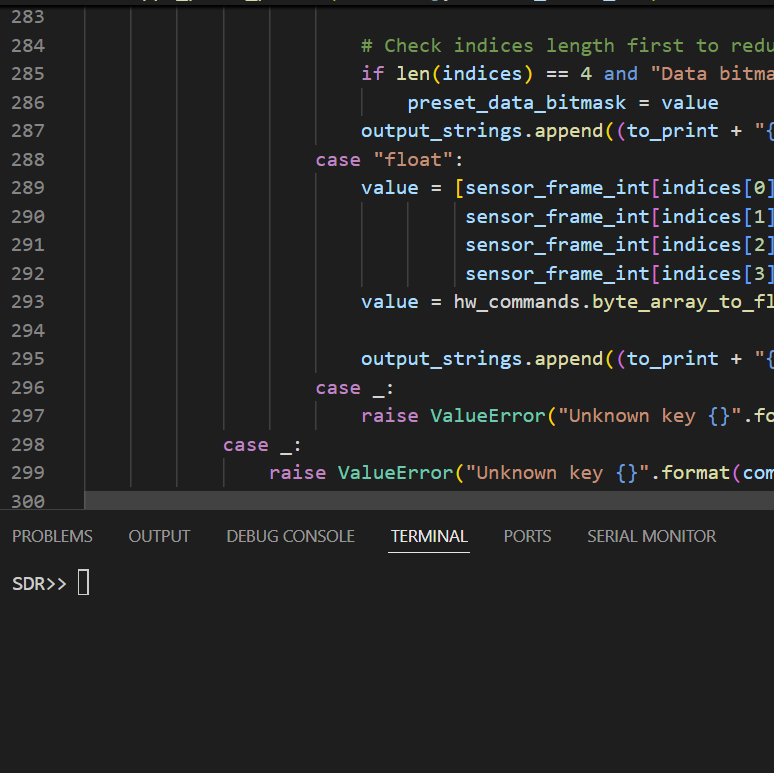 283
284 # Check indices length first to redu
285 if len(indices) == 4 and "Data bitma
286 preset_data_bitmask = value
287 output_strings.append((to_print + "{
288 case "float":
289 value = [sensor_frame_int[indices[0]
290 sensor_frame_int[indices[1]
291 sensor_frame_int[indices[2]
292 sensor_frame_int[indices[3]
293 value = hw_commands.byte_array_to_fl
294
295 output_strings.append((to_print + "{
296 case _:
297 raise ValueError("Unknown key {}".fo
298 case _:
299 raise ValueError("Unknown key {}".format(com
300
PROBLEMS OUTPUT DEBUG CONSOLE TERMINAL PORTS SERIAL MONITOR
SDR>>